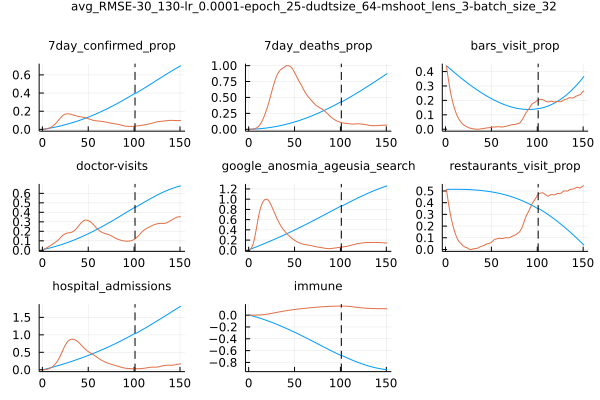 avg_RMSE-30_130-lr_0.0001-epoch_25-dudtsize_64-mshoot_lens_3-batch_size_32
7day_confirmed_prop 7day_deaths_prop bars_visit_prop
0.6 1.00 0.4
0.4 0.75 0.3
0.50 0.2
0.2 0.25 0.1
0.0 0.00 0.0
0 50 100 150 0 50 100 150 0 50 100 150
doctor-visits google_anosmia_ageusia_search restaurants_visit_prop
0.6 1.2 0.5
0.5 0.4
0.4 0.8 0.3
0.3 0.2
0.2 0.4 0.1
0.1
0.0 0.0 0.0
0 50 100 150 0 50 100 150 0 50 100 150
hospital_admissions immune
1.5 0.0
1.0 −0.2
−0.4
0.5 −0.6
0.0 −0.8
0 50 100 150 0 50 100 150